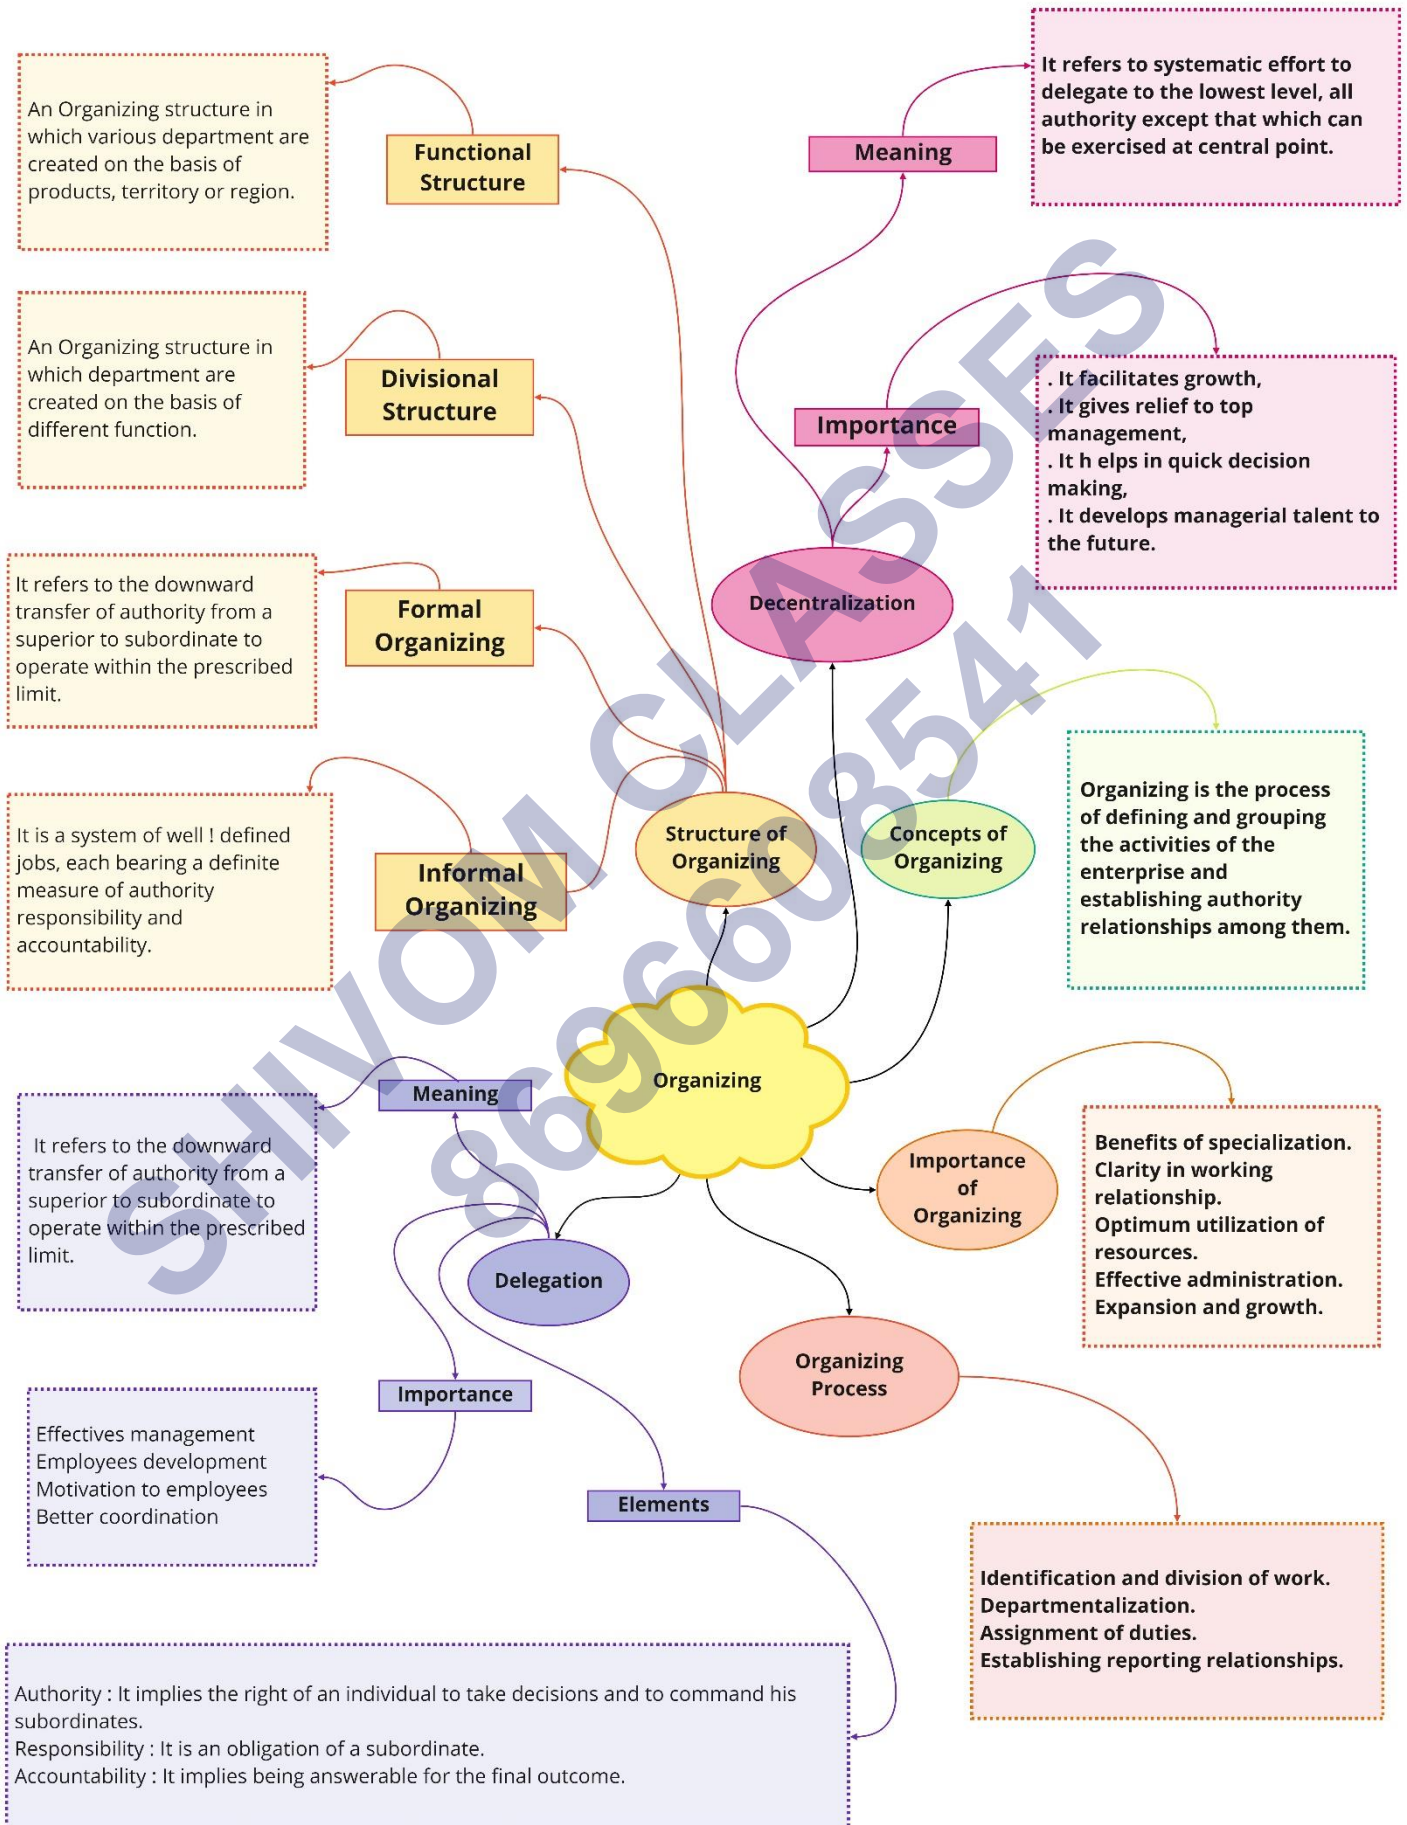 An Organizing structure in
which various department are
created on the basis of
products, territory or region.
Functional
Structure
An Organizing structure in
which department are
created on the basis of
different function.
Divisional
Structure
It refers to the downward
transfer of authority from a
superior to subordinate to
operate within the prescribed
limit.
Formal
Organizing
It is a system of well ! defined
jobs, each bearing a definite
measure of authority
responsibility and
accountability.
Informal
Organizing
Structure of
Organizing
Meaning
It refers to systematic effort to
delegate to the lowest level, all
authority except that which can
be exercised at central point.
Importance
. It facilitates growth,
. It gives relief to top
management,
. It h elps in quick decision
making,
. It develops managerial talent to
the future.
Decentralization
Concepts of
Organizing
Organizing is the process
of defining and grouping
the activities of the
enterprise and
establishing authority
relationships among them.
Organizing
Importance
of
Organizing
Benefits of specialization.
Clarity in working
relationship.
Optimum utilization of
resources.
Effective administration.
Expansion and growth.
Organizing
Process
Identification and division of work.
Departmentalization.
Assignment of duties.
Establishing reporting relationships.
Delegation
Meaning
It refers to the downward
transfer of authority from a
superior to subordinate to
operate within the prescribed
limit.
Importance
Effectives management
Employees development
Motivation to employees
Better coordination
Elements
Authority : It implies the right of an individual to take decisions and to command his
subordinates.
Responsibility : It is an obligation of a subordinate.
Accountability : It implies being answerable for the final outcome.
SHIVOM CLASSES
8696608541